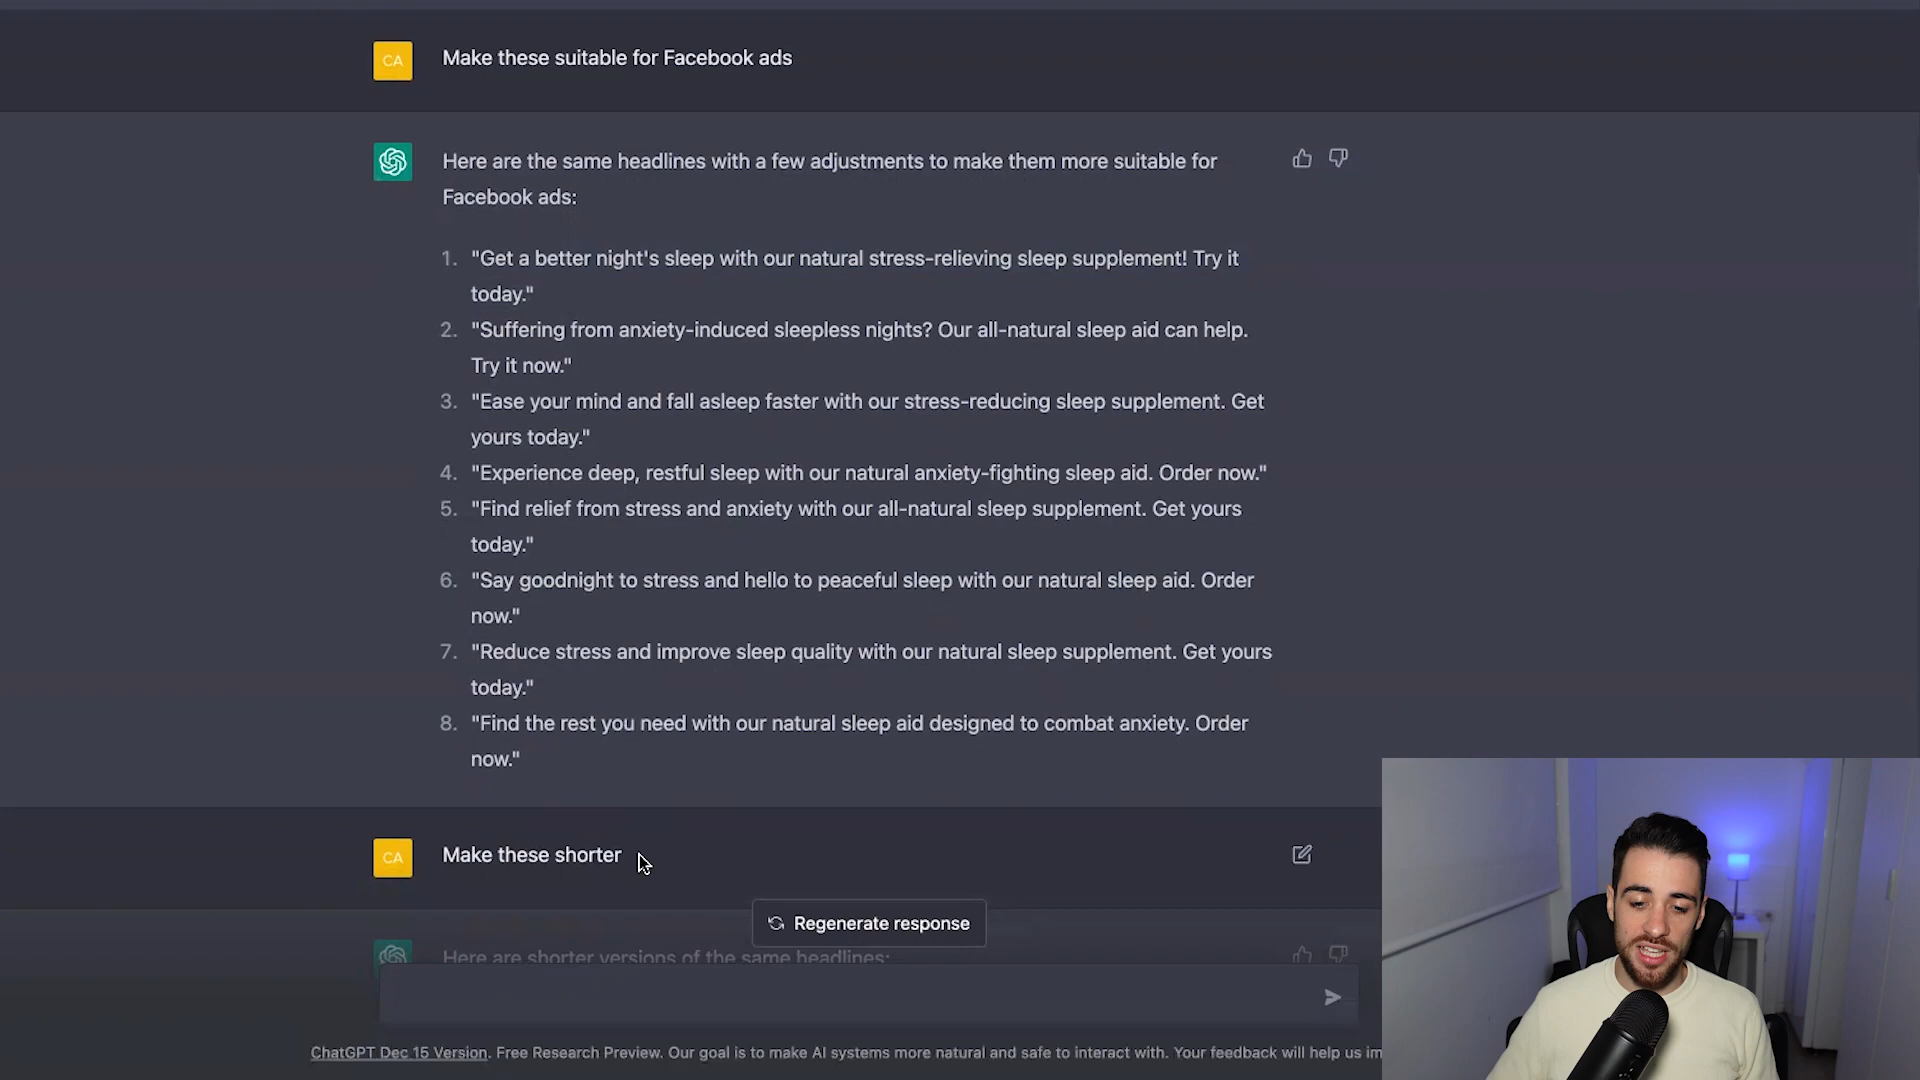 CA
Make these suitable for Facebook ads
Here are the same headlines with a few adjustments to make them more suitable for
Facebook ads:
1. "Get a better night's sleep with our natural stress-relieving sleep supplement! Try it
today."
2. "Suffering from anxiety-induced sleepless nights? Our all-natural sleep aid can help.
Try it now."
3. "Ease your mind and fall asleep faster with our stress-reducing sleep supplement. Get
yours today."
4. "Experience deep, restful sleep with our natural anxiety-fighting sleep aid. Order now."
5. "Find relief from stress and anxiety with our all-natural sleep supplement. Get yours
today."
6. "Say goodnight to stress and hello to peaceful sleep with our natural sleep aid. Order
now."
7. "Reduce stress and improve sleep quality with our natural sleep supplement. Get yours
today."
8. "Find the rest you need with our natural sleep aid designed to combat anxiety. Order
now."
CA
Make these shorter
Regenerate response
Here are shorter versions of the same headlines:
ChatGPT Dec 15 Version. Free Research Preview. Our goal is to make AI systems more natural and safe to interact with. Your feedback will help us im